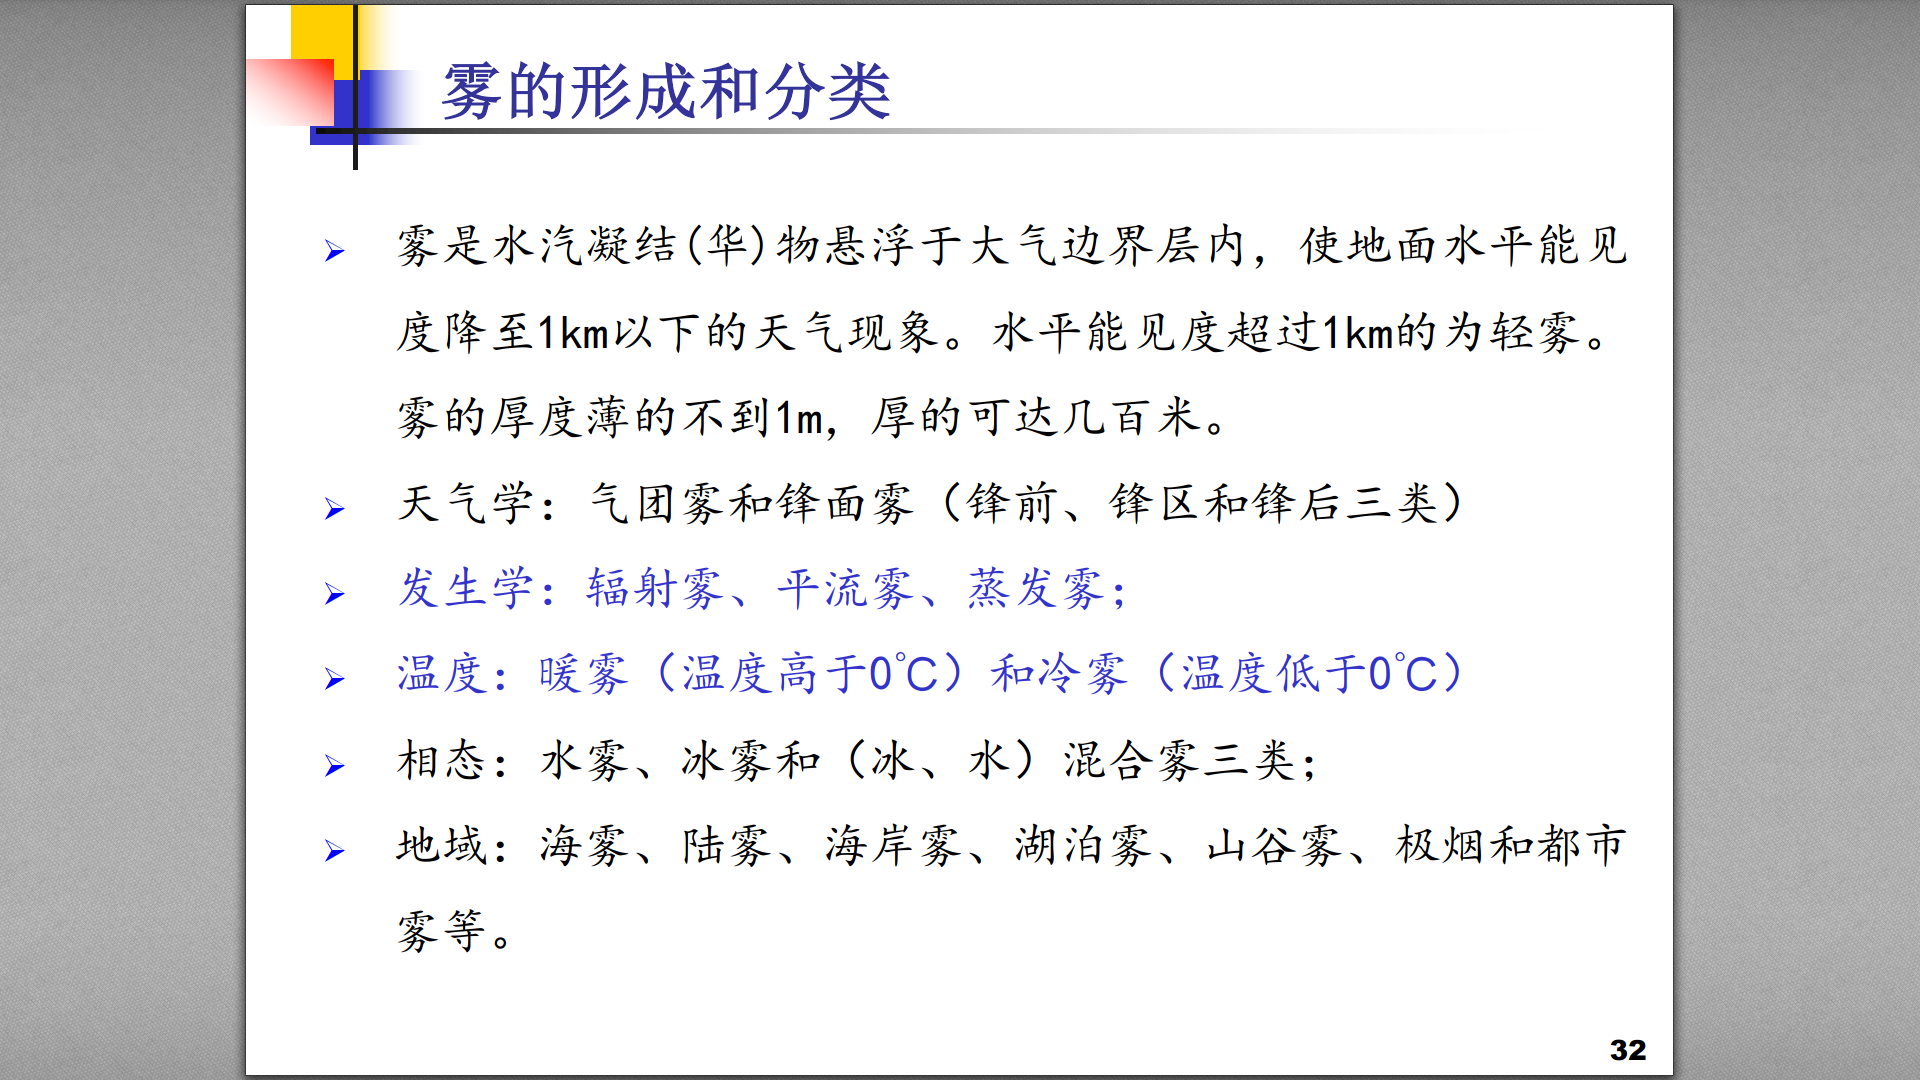 雾的形成和分类
雾是水汽凝结(华)物悬浮于大气边界层内，使地面水平能见
度降至1km以下的天气现象。水平能见度超过1km的为轻雾。
雾的厚度薄的不到1m，厚的可达几百米。
天气学：气团雾和锋面雾（锋前、锋区和锋后三类）
发生学：辐射雾、平流雾、蒸发雾；
温度：暖雾（温度高于0℃）和冷雾（温度低于0℃）
相态：水雾、冰雾和（冰、水）混合雾三类；
地域：海雾、陆雾、海岸雾、湖泊雾、山谷雾、极烟和都市
雾等。
32